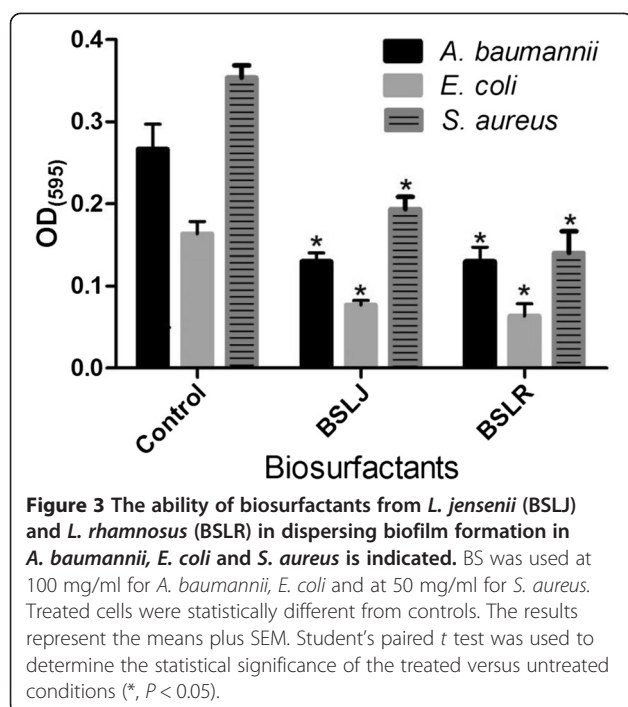 0.4
0.3
0.2
0.1
0.0
OD(595)
A. baumannii
E. coli
S. aureus
* * *
* * *
Control
BSLJ
BSLR
Biosurfactants
Figure 3 The ability of biosurfactants from L. jensenii (BSLJ)
and L. rhamnosus (BSLR) in dispersing biofilm formation in
A. baumannii, E. coli and S. aureus is indicated. BS was used at
100 mg/ml for A. baumannii, E. coli and at 50 mg/ml for S. aureus.
Treated cells were statistically different from controls. The results
represent the means plus SEM. Student's paired t test was used to
determine the statistical significance of the treated versus untreated
conditions (*, P < 0.05).